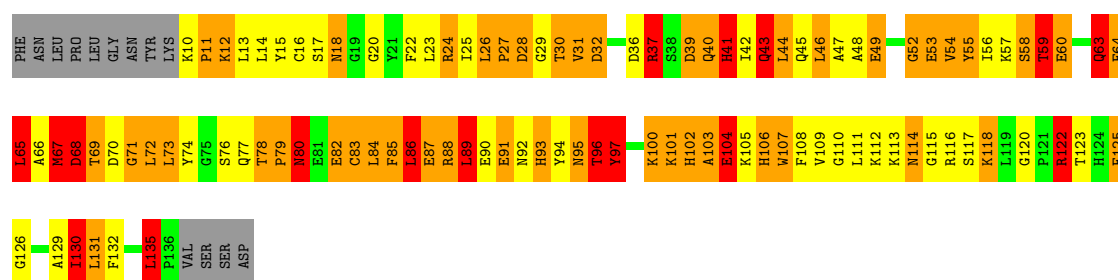 PHE ASN LEU PRO LEU GLY ASN TYR LYS K10 P11 K12 L13 L14 Y15 C16 S17 N18 G19 G20 Y21 F22 L23 R24 I25 L26 P27 D28 G29 T30 V31 D32 D36 R37 S38 D39 Q40 H41 I42 Q43 L44 Q45 L46 A47 A48 E49 G52 E53 V54 Y55 I56 K57 S58 T59 E60 Q63 F64
L65 A66 M67 D68 T69 D70 G71 L72 L73 Y74 G75 S76 Q77 T78 P79 N80 E81 E82 C83 L84 F85 L86 E87 R88 L89 E90 E91 N92 H93 Y94 N95 T96 Y97 K100 K101 H102 A103 E104 K105 H106 W107 F108 V109 G110 L111 K112 K113 N114 G115 R116 S117 K118 L119 G120 P121 R122 T123 H124 F125
G126 A129 I130 L131 F132 L135 P136 VAL SER SER ASP